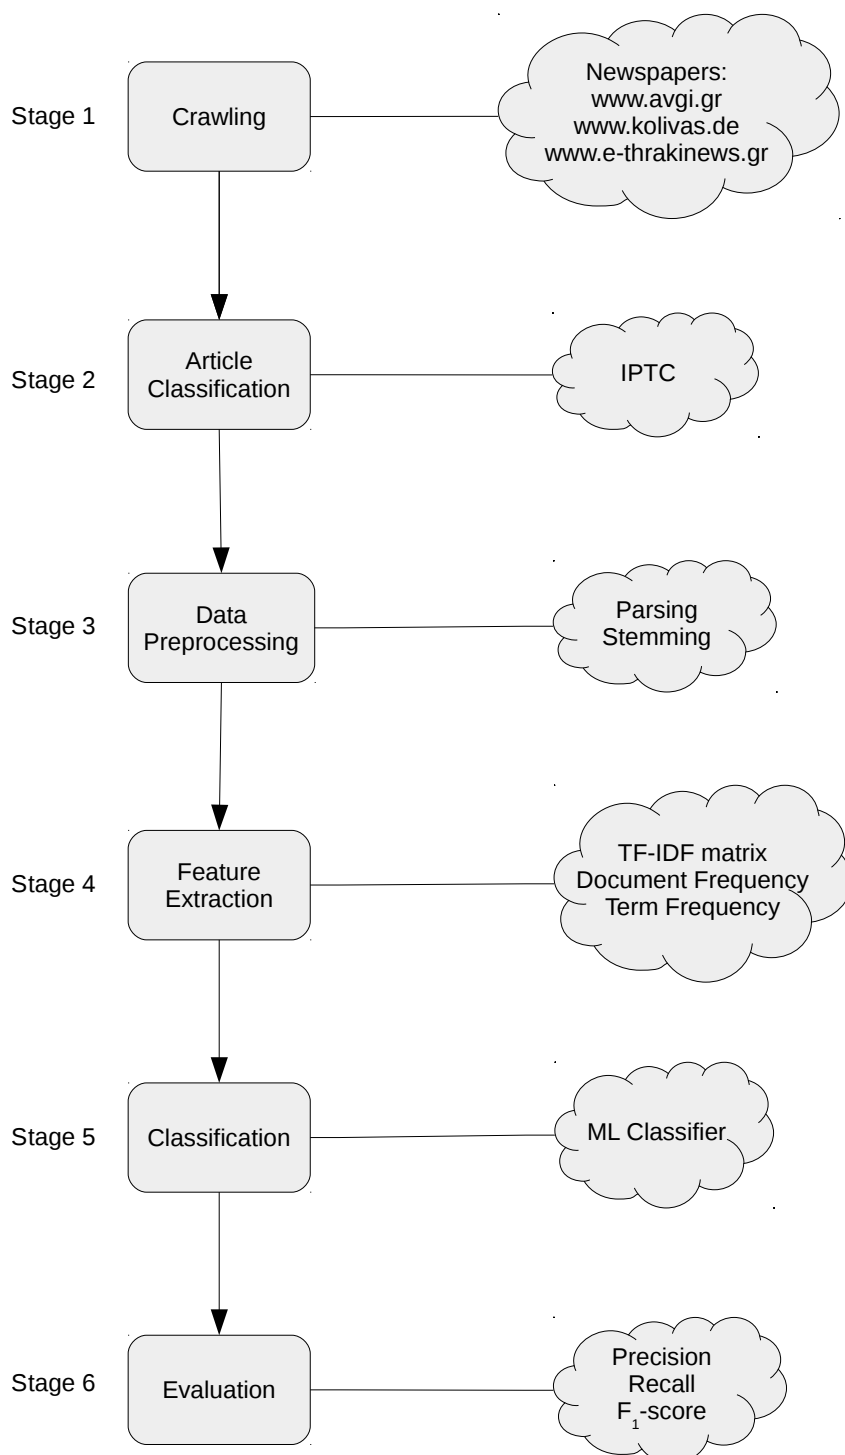 Stage 1
Crawling
Newspapers:
www.avgi.gr
www.kolivas.de
www.e-thrakinews.gr
Stage 2
Article
Classification
IPTC
Stage 3
Data
Preprocessing
Parsing
Stemming
Stage 4
Feature
Extraction
TF-IDF matrix
Document Frequency
Term Frequency
Stage 5
Classification
ML Classifier
Stage 6
Evaluation
Precision
Recall
F1-score